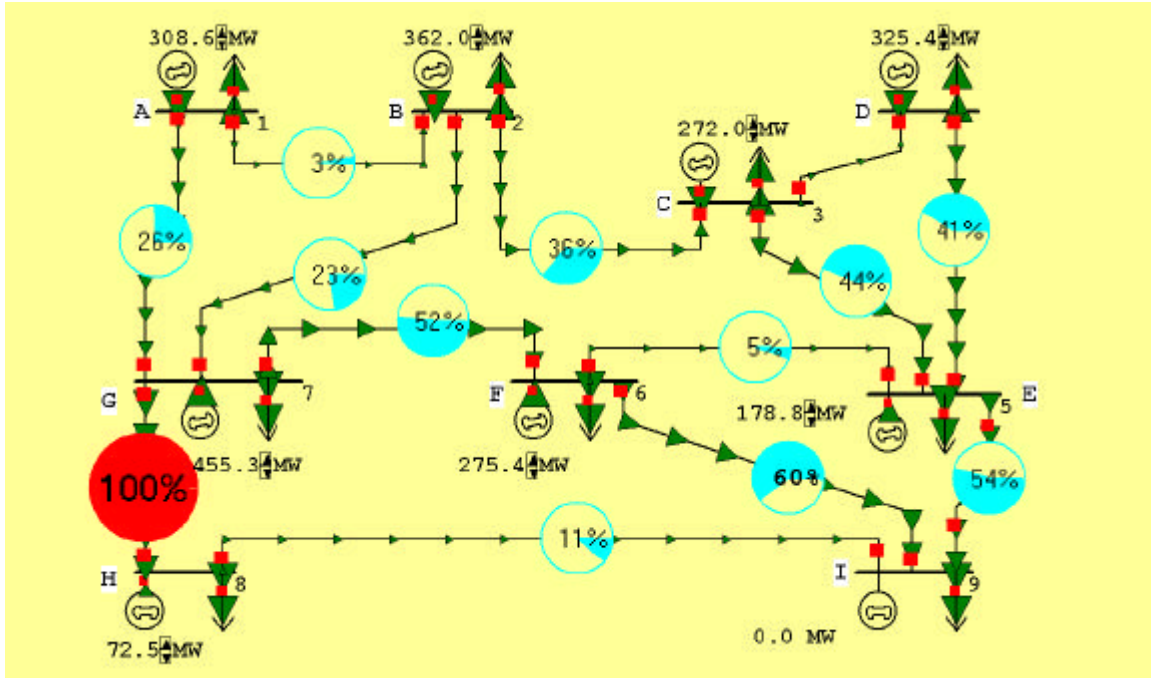 308.6 MW
362.0 MW
325.4 MW
A
1
B
2
D
4
272.0 MW
3%
C
3
26%
23%
36%
41%
44%
52%
5%
G
7
F
6
5
E
178.8 MW
455.3 MW
275.4 MW
100%
60%
54%
11%
H
8
I
9
72.5 MW
0.0 MW